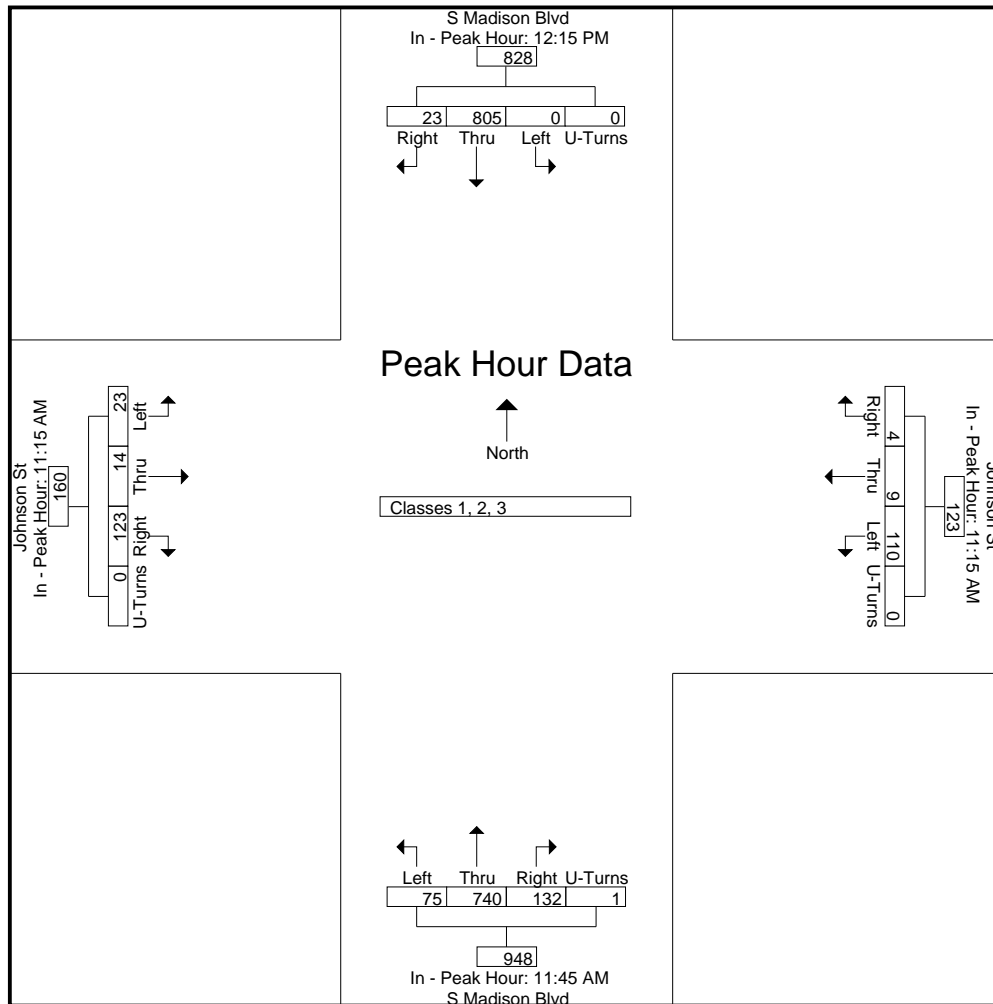 S Madison Blvd
In - Peak Hour: 12:15 PM
828
23 805 0 0
Right Thru Left U-Turns
Peak Hour Data
North
Classes 1, 2, 3
Johnson St
In - Peak Hour: 11:15 AM
160
23 14 123 0
Left Thru Right U-Turns
Johnson St
In - Peak Hour: 11:15 AM
123
4 9 110 0
Right Thru Left U-Turns
Left Thru Right U-Turns
75 740 132 1
948
In - Peak Hour: 11:45 AM
S Madison Blvd